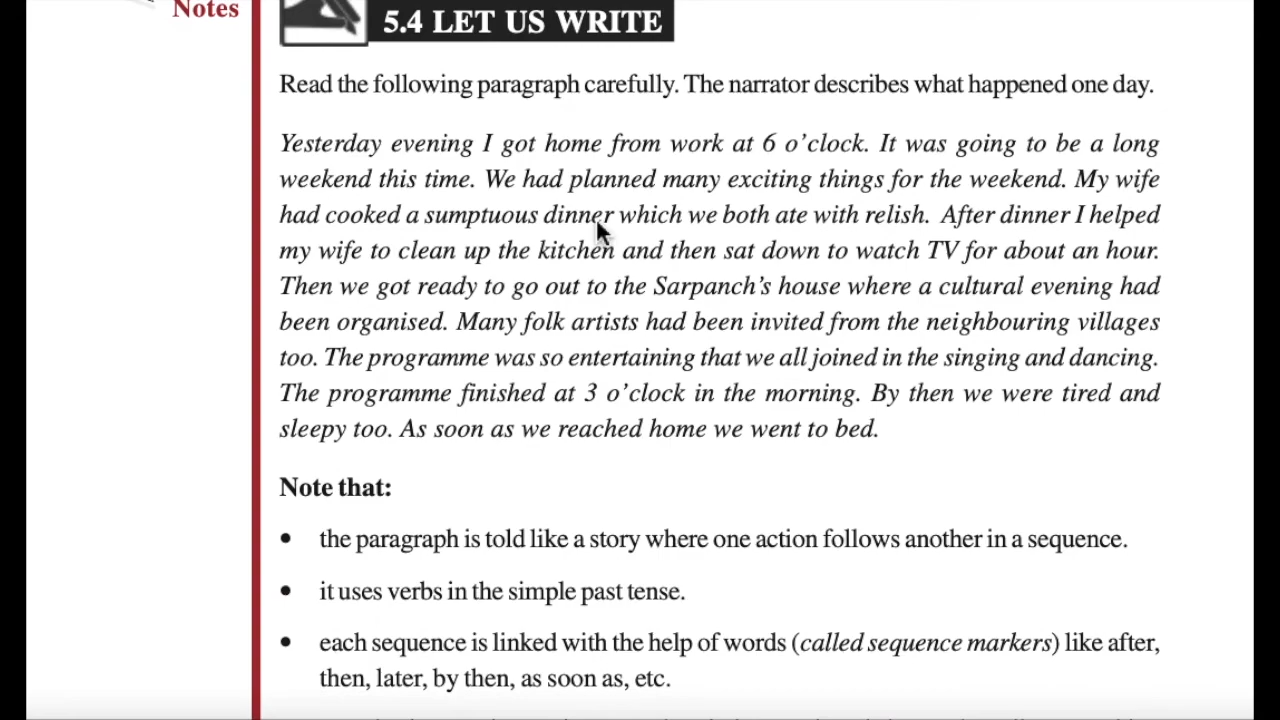 Notes
5.4 LET US WRITE
Read the following paragraph carefully. The narrator describes what happened one day.
Yesterday evening I got home from work at 6 o’clock. It was going to be a long
weekend this time. We had planned many exciting things for the weekend. My wife
had cooked a sumptuous dinner which we both ate with relish. After dinner I helped
my wife to clean up the kitchen and then sat down to watch TV for about an hour.
Then we got ready to go out to the Sarpanch’s house where a cultural evening had
been organised. Many folk artists had been invited from the neighbouring villages
too. The programme was so entertaining that we all joined in the singing and dancing.
The programme finished at 3 o’clock in the morning. By then we were tired and
sleepy too. As soon as we reached home we went to bed.
Note that:
• the paragraph is told like a story where one action follows another in a sequence.
• it uses verbs in the simple past tense.
• each sequence is linked with the help of words (called sequence markers) like after,
then, later, by then, as soon as, etc.